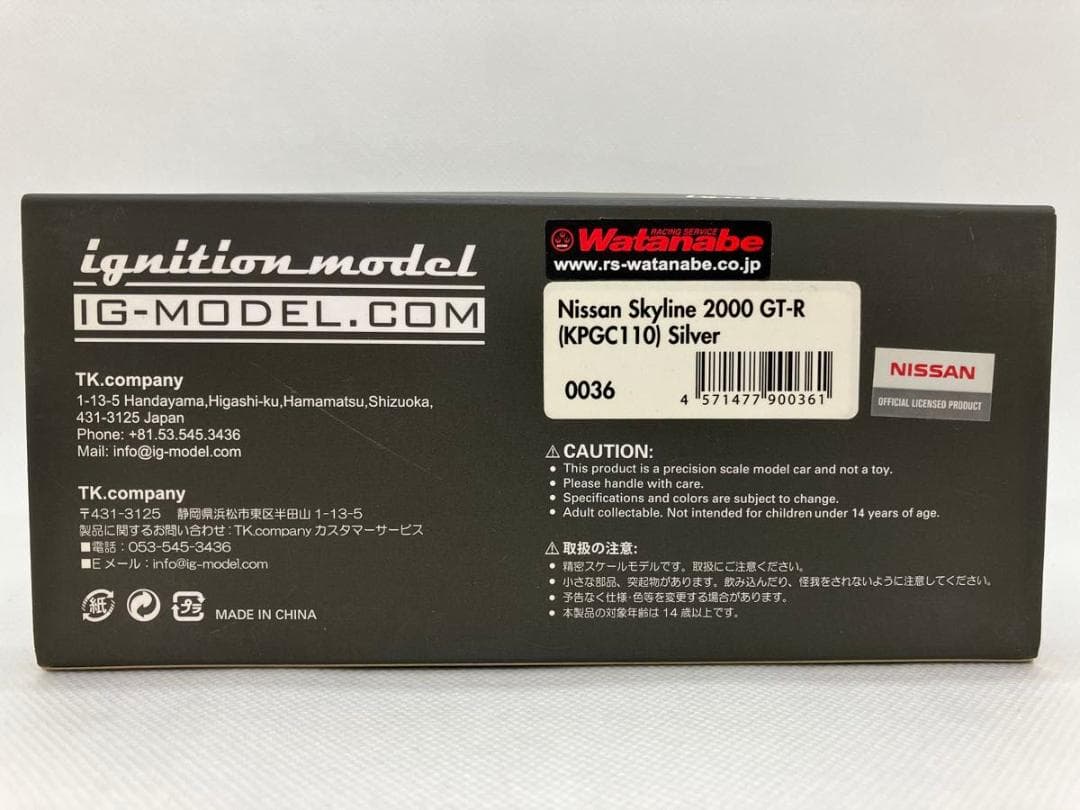 ignition model
IG-MODEL.COM
TK.company
1-13-5 Handayama,Higashi-ku,Hamamatsu,Shizuoka,
431-3125 Japan
Phone: +81.53.545.3436
Mail: info@ig-model.com
TK.company
〒431-3125 静岡県浜松市東区半田山 1-13-5
製品に関するお問い合わせ：TK.company カスタマーサービス
■電話：053-545-3436
■E メール：info@ig-model.com
紙
プラ
MADE IN CHINA
RACING SERVICE
Watanabe
www.rs-watanabe.co.jp
Nissan Skyline 2000 GT-R
(KPGC110) Silver
0036
4 571477 900361
NISSAN
OFFICIAL LICENSED PRODUCT
⚠ CAUTION:
● This product is a precision scale model car and not a toy.
● Please handle with care.
● Specifications and colors are subject to change.
● Adult collectable. Not intended for children under 14 years of age.
⚠ 取扱の注意:
● 精密スケールモデルです。取扱にご注意ください。
● 小さな部品、突起物があります。飲み込んだり、怪我をされないように注意してください。
● 予告なく仕様・色等を変更する場合があります。
● 本製品の対象年齢は 14 歳以上です。